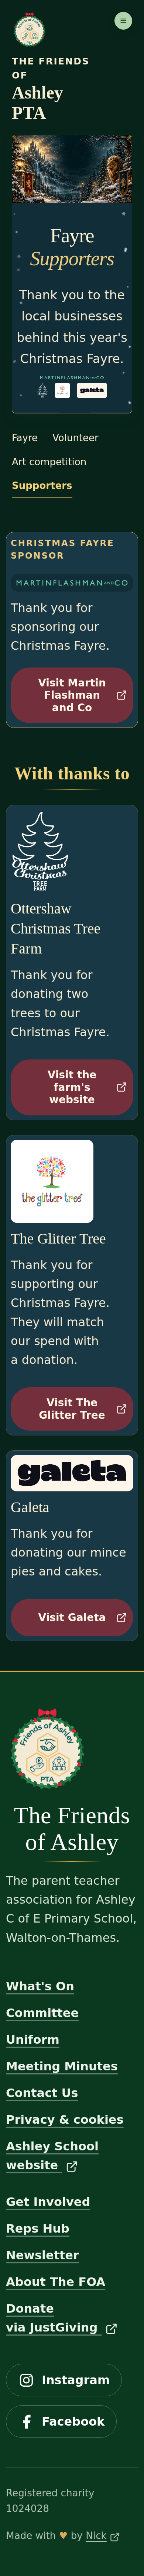 THE FRIENDS
OF
Ashley
PTA
Fayre
Supporters
Thank you to the
local businesses
behind this year's
Christmas Fayre.
MARTINFLASHMANANDCO
galeta
Fayre Volunteer
Art competition
Supporters
CHRISTMAS FAYRE
SPONSOR
MARTINFLASHMANANDCO
Thank you for
sponsoring our
Christmas Fayre.
Visit Martin
Flashman
and Co
With thanks to
Ottershaw
Christmas
TREE
FARM
Ottershaw
Christmas Tree
Farm
Thank you for
donating two
trees to our
Christmas Fayre.
Visit the
farm's
website
the glitter tree
The Glitter Tree
Thank you for
supporting our
Christmas Fayre.
They will match
our spend with
a donation.
Visit The
Glitter Tree
galeta
Galeta
Thank you for
donating our mince
pies and cakes.
Visit Galeta
Friends of Ashley
PTA
The Friends
of Ashley
The parent teacher
association for Ashley
C of E Primary School,
Walton-on-Thames.
What's On
Committee
Uniform
Meeting Minutes
Contact Us
Privacy & cookies
Ashley School
website
Get Involved
Reps Hub
Newsletter
About The FOA
Donate
via JustGiving
Instagram
Facebook
Registered charity
1024028
Made with ♥ by Nick